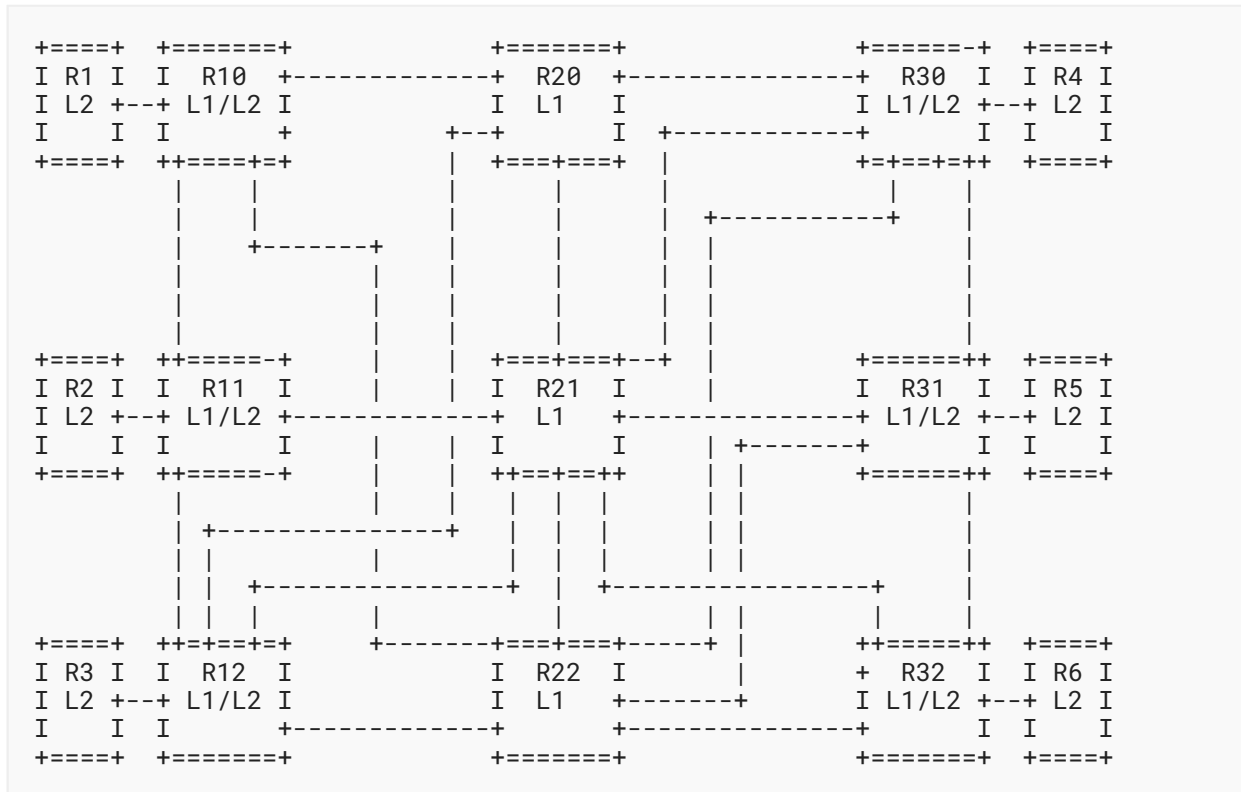 +====+  +=======+             +=======+               +======-+  +====+
I R1 I  I  R10  +-------------+  R20  +---------------+  R30  I  I R4 I
I L2 +--+ L1/L2 I             I  L1   I               I L1/L2 +--+ L2 I
I    I  I       +          +--+       I  +------------+       I  I    I
+====+  ++====+=+          |  +===+===+  |            +=+==+=++  +====+
         |    |            |      |      |              |    |
         |    |            |      |      |  +-----------+    |
         |    +-------+    |      |      |  |                |
         |            |    |      |      |  |                |
         |            |    |      |      |  |                |
         |            |    |      |      |  |                |
+====+  ++=====-+     |    |  +===+===+--+  |         +======++  +====+
I R2 I  I  R11  I     |    |  I  R21  I     |         I  R31  I  I R5 I
I L2 +--+ L1/L2 +-------------+  L1   +---------------+ L1/L2 +--+ L2 I
I    I  I       I     |    |  I       I     | +-------+       I  I    I
+====+  ++=====-+     |    |  ++==+==++     | |       +======++  +====+
         |            |    |   |  |  |      | |              |
         | +---------------+   |  |  |      | |              |
         | |          |        |  |  |      | |              |
         |  |  +----------------+  |  +-----------------+     |
         | |  |       |           |         | |        |     |
+====+  ++=+==+=+     +-------+===+===+-----+ |       ++=====++  +====+
I R3 I  I  R12  I             I  R22  I       |       +  R32  I  I R6 I
I L2 +--+ L1/L2 I             I  L1   +-------+       I L1/L2 +--+ L2 I
I    I  I       +-------------+       +---------------+       I  I    I
+====+  +=======+             +=======+               +=======+  +====+